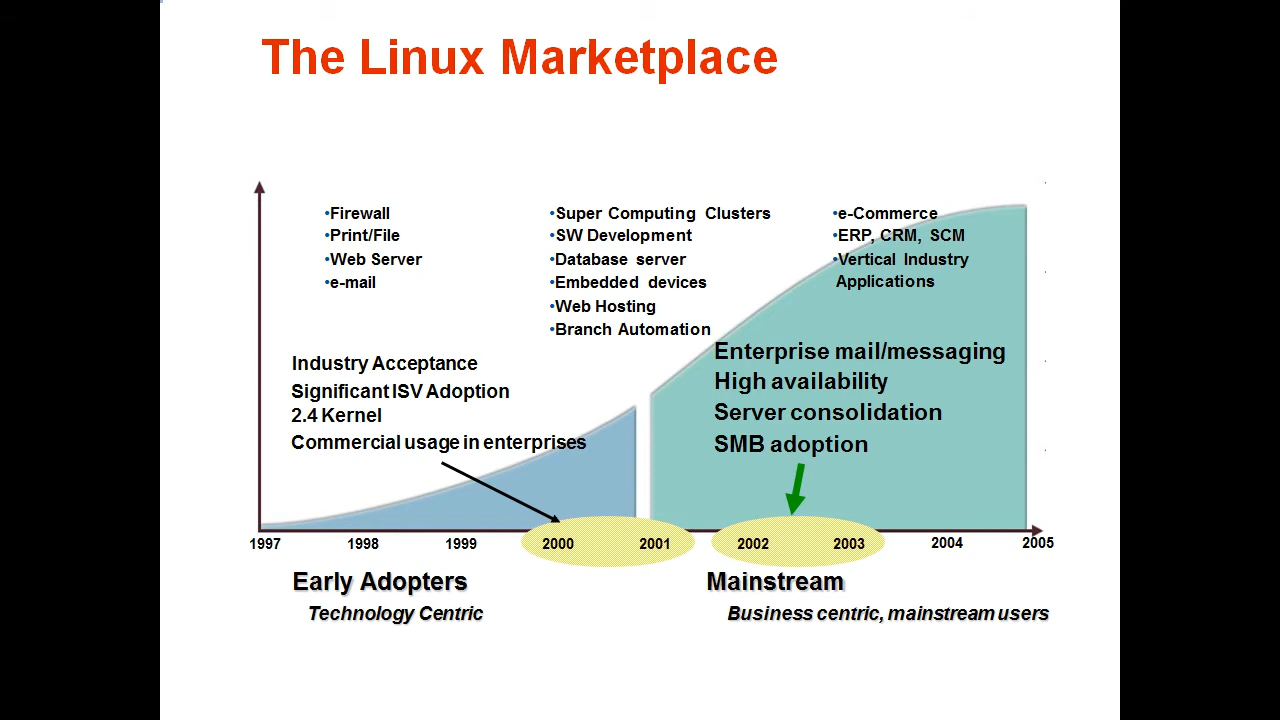 The Linux Marketplace
•Firewall
•Print/File
•Web Server
•e-mail
•Super Computing Clusters
•SW Development
•Database server
•Embedded devices
•Web Hosting
•Branch Automation
•e-Commerce
•ERP, CRM, SCM
•Vertical Industry
Applications
Industry Acceptance
Significant ISV Adoption
2.4 Kernel
Commercial usage in enterprises
Enterprise mail/messaging
High availability
Server consolidation
SMB adoption
1997 1998 1999 2000 2001 2002 2003 2004 2005
Early Adopters
Technology Centric
Mainstream
Business centric, mainstream users